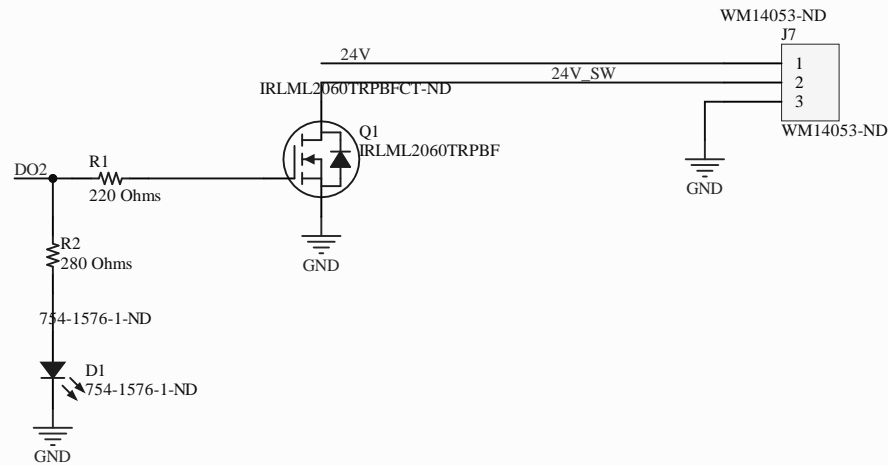 WM14053-ND
J7
24V
1
24V_SW
2
IRLML2060TRPBFCT-ND
3
Q1
WM14053-ND
IRLML2060TRPBF
R1
DO2
GND
220 Ohms
R2
280 Ohms
GND
754-1576-1-ND
D1
754-1576-1-ND
GND